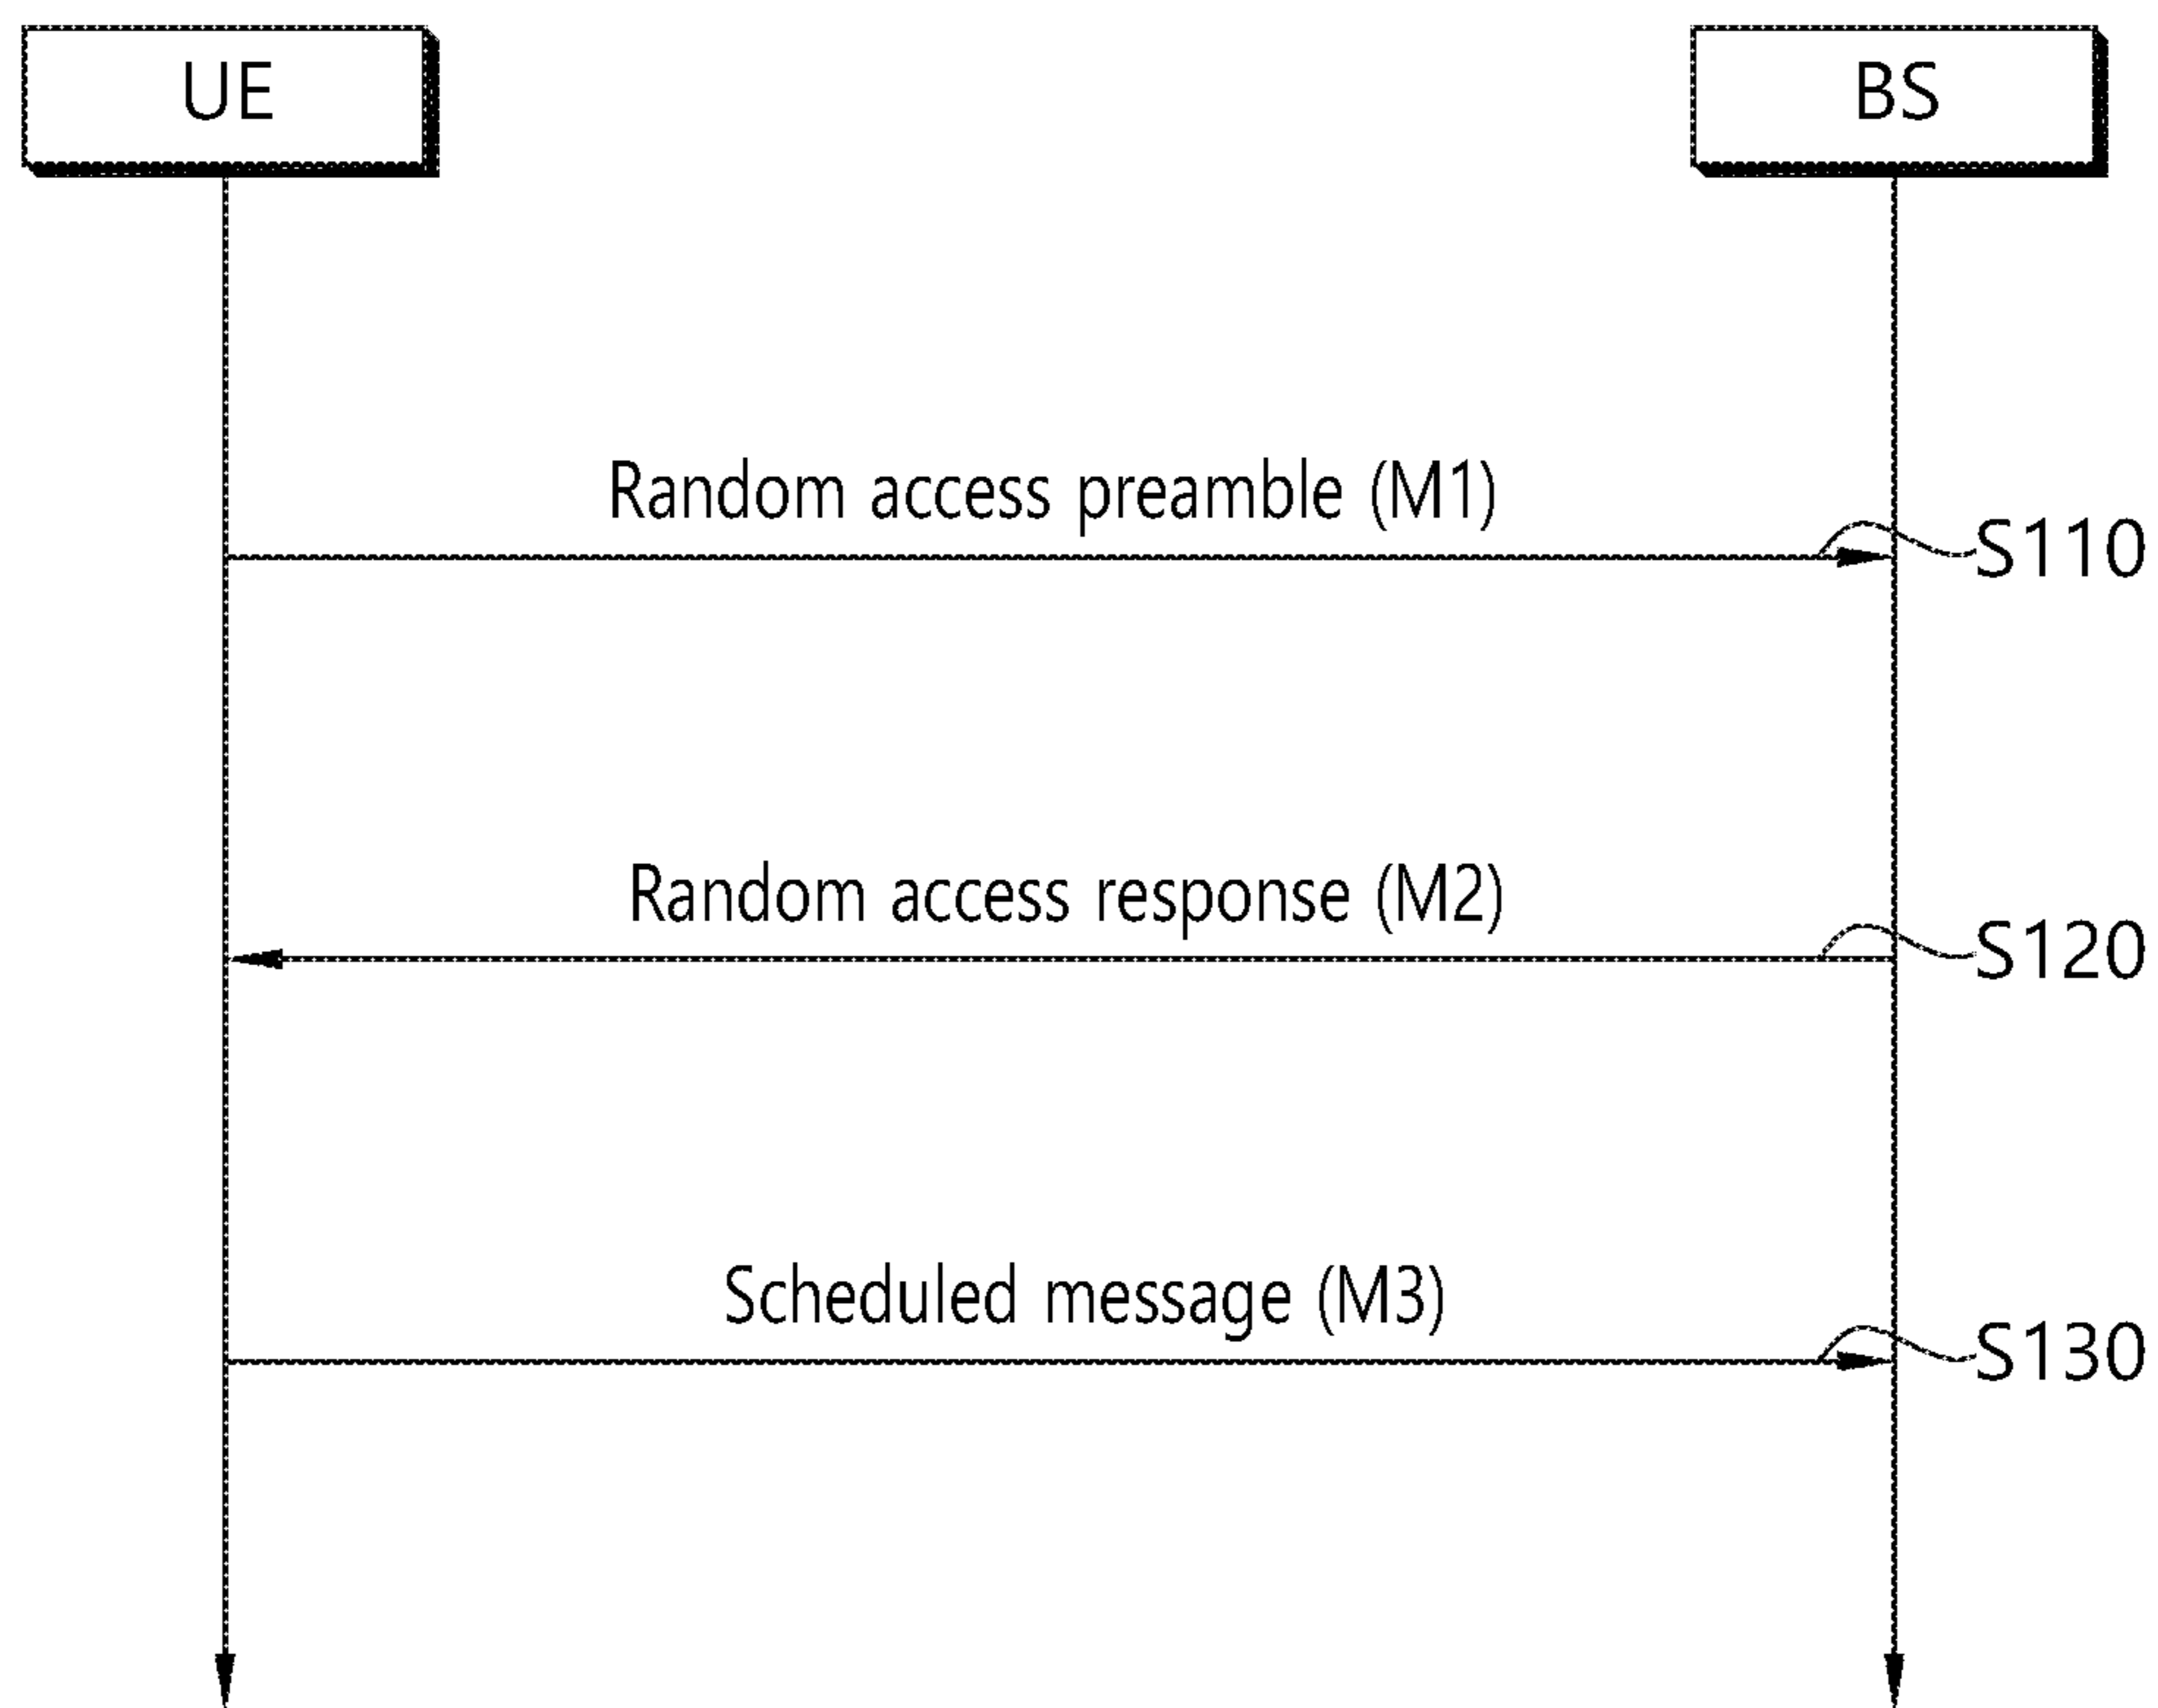 UE
BS
Random access preamble (M1)
S110
Random access response (M2)
S120
Scheduled message (M3)
S130